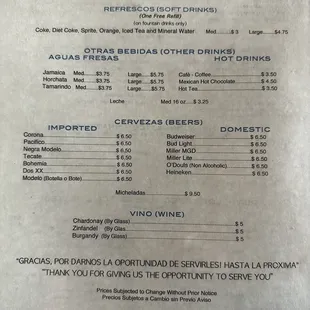 REFRESCOS (SOFT DRINKS)
(One Free Refill)
(on fountain drinks only)
Coke, Diet Coke, Sprite, Orange, Iced Tea and Mineral Water Med......$ 3 Large......$4.75
OTRAS BEBIDAS (OTHER DRINKS)
AGUAS FRESAS HOT DRINKS
Jamaica Med......$3.75 Large......$5.75 Café - Coffee $ 3.50
Horchata Med......$3.75 Large......$5.75 Mexican Hot Chocolate $ 4.50
Tamarindo Med......$3.75 Large......$5.75 Hot Tea $ 3.50
Leche Med 16 oz ... $ 3.25
CERVEZAS (BEERS)
IMPORTED DOMESTIC
Corona $ 6.50 Budweiser $ 6.50
Pacifico $ 6.50 Bud Light $ 6.50
Negra Modelo $ 6.50 Miller MGD $ 6.50
Tecate $ 6.50 Miller Lite $ 6.50
Bohemia $ 6.50 O'Douls (Non Alcoholic) $ 6.50
Dos XX $ 6.50 Heineken $ 6.50
Modelo (Botella o Bote) $ 6.50
Micheladas $ 9.50
VINO (WINE)
Chardonay (By Glass) $ 5
Zinfandel (By Glass) $ 5
Burgandy (By Glass) $ 5
"GRACIAS, POR DARNOS LA OPORTUNIDAD DE SERVIRLES! HASTA LA PROXIMA"
"THANK YOU FOR GIVING US THE OPPORTUNITY TO SERVE YOU"
Prices Subjected to Change Without Prior Notice
Precios Subjetos a Cambio sin Previo Aviso